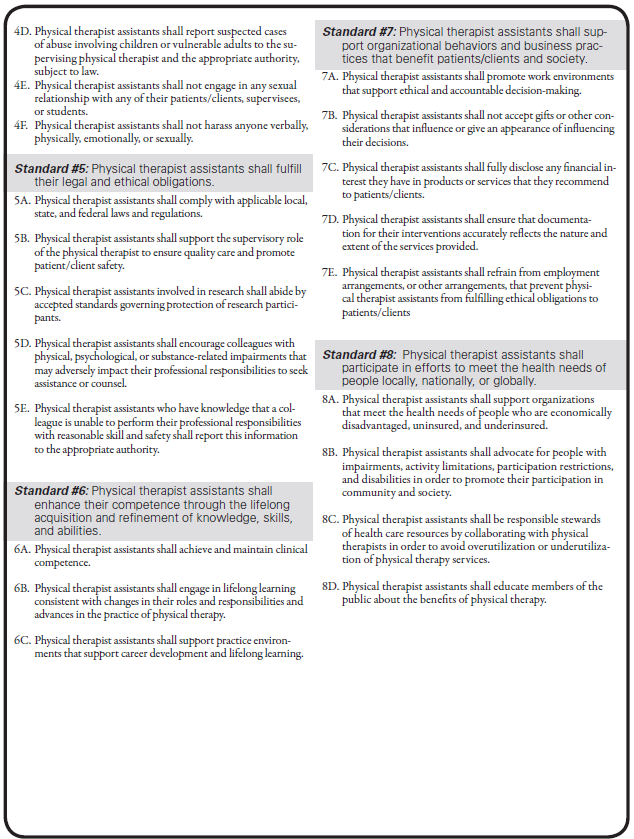 4D. Physical therapist assistants shall report suspected cases
of abuse involving children or vulnerable adults to the su-
pervising physical therapist and the appropriate authority,
subject to law.
4E. Physical therapist assistants shall not engage in any sexual
relationship with any of their patients/clients, supervisees,
or students.
4F. Physical therapist assistants shall not harass anyone verbally,
physically, emotionally, or sexually.
Standard #5: Physical therapist assistants shall fulfill
their legal and ethical obligations.
5A. Physical therapist assistants shall comply with applicable local,
state, and federal laws and regulations.
5B. Physical therapist assistants shall support the supervisory role
of the physical therapist to ensure quality care and promote
patient/client safety.
5C. Physical therapist assistants involved in research shall abide by
accepted standards governing protection of research partici-
pants.
5D. Physical therapist assistants shall encourage colleagues with
physical, psychological, or substance-related impairments that
may adversely impact their professional responsibilities to seek
assistance or counsel.
5E. Physical therapist assistants who have knowledge that a col-
league is unable to perform their professional responsibilities
with reasonable skill and safety shall report this information
to the appropriate authority.
Standard #6: Physical therapist assistants shall
enhance their competence through the lifelong
acquisition and refinement of knowledge, skills,
and abilities.
6A. Physical therapist assistants shall achieve and maintain clinical
competence.
6B. Physical therapist assistants shall engage in lifelong learning
consistent with changes in their roles and responsibilities and
advances in the practice of physical therapy.
6C. Physical therapist assistants shall support practice environ-
ments that support career development and lifelong learning.
Standard #7: Physical therapist assistants shall sup-
port organizational behaviors and business prac-
tices that benefit patients/clients and society.
7A. Physical therapist assistants shall promote work environments
that support ethical and accountable decision-making.
7B. Physical therapist assistants shall not accept gifts or other con-
siderations that influence or give an appearance of influencing
their decisions.
7C. Physical therapist assistants shall fully disclose any financial in-
terest they have in products or services that they recommend
to patients/clients.
7D. Physical therapist assistants shall ensure that documenta-
tion for their interventions accurately reflects the nature and
extent of the services provided.
7E. Physical therapist assistants shall refrain from employment
arrangements, or other arrangements, that prevent physi-
cal therapist assistants from fulfilling ethical obligations to
patients/clients
Standard #8: Physical therapist assistants shall
participate in efforts to meet the health needs of
people locally, nationally, or globally.
8A. Physical therapist assistants shall support organizations
that meet the health needs of people who are economically
disadvantaged, uninsured, and underinsured.
8B. Physical therapist assistants shall advocate for people with
impairments, activity limitations, participation restrictions,
and disabilities in order to promote their participation in
community and society.
8C. Physical therapist assistants shall be responsible stewards
of health care resources by collaborating with physical
therapists in order to avoid overutilization or underutiliza-
tion of physical therapy services.
8D. Physical therapist assistants shall educate members of the
public about the benefits of physical therapy.